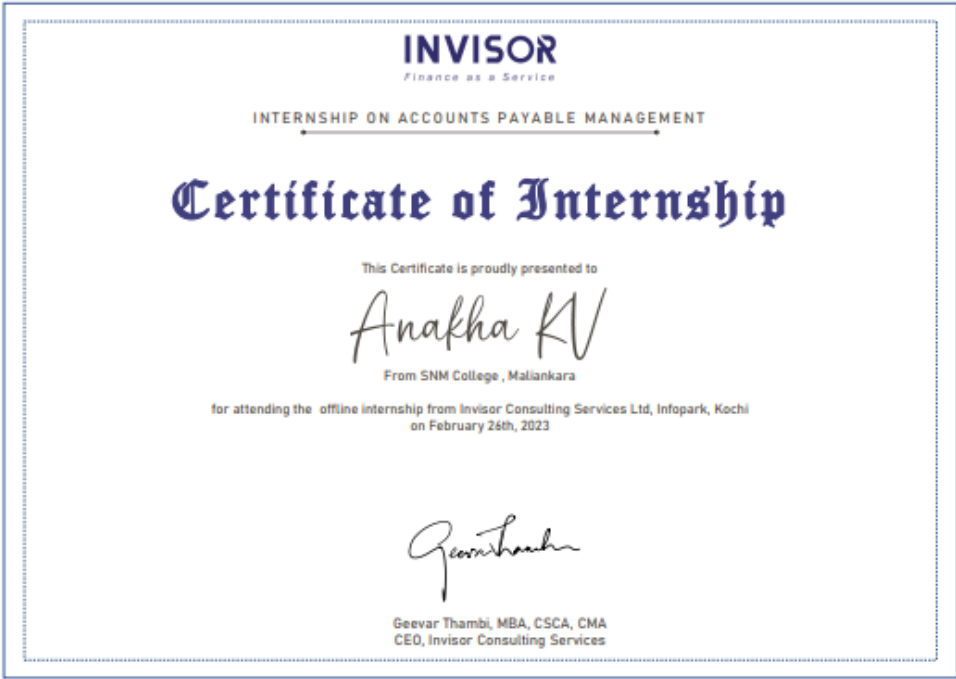 INVISOR
Finance as a Service
INTERNSHIP ON ACCOUNTS PAYABLE MANAGEMENT
Certificate of Internship
This Certificate is proudly presented to
Anakha KV
From SNM College , Maliankara
for attending the offline internship from Invisor Consulting Services Ltd, Infopark, Kochi
on February 26th, 2023
Geevar Thambi
Geevar Thambi, MBA, CSCA, CMA
CEO, Invisor Consulting Services